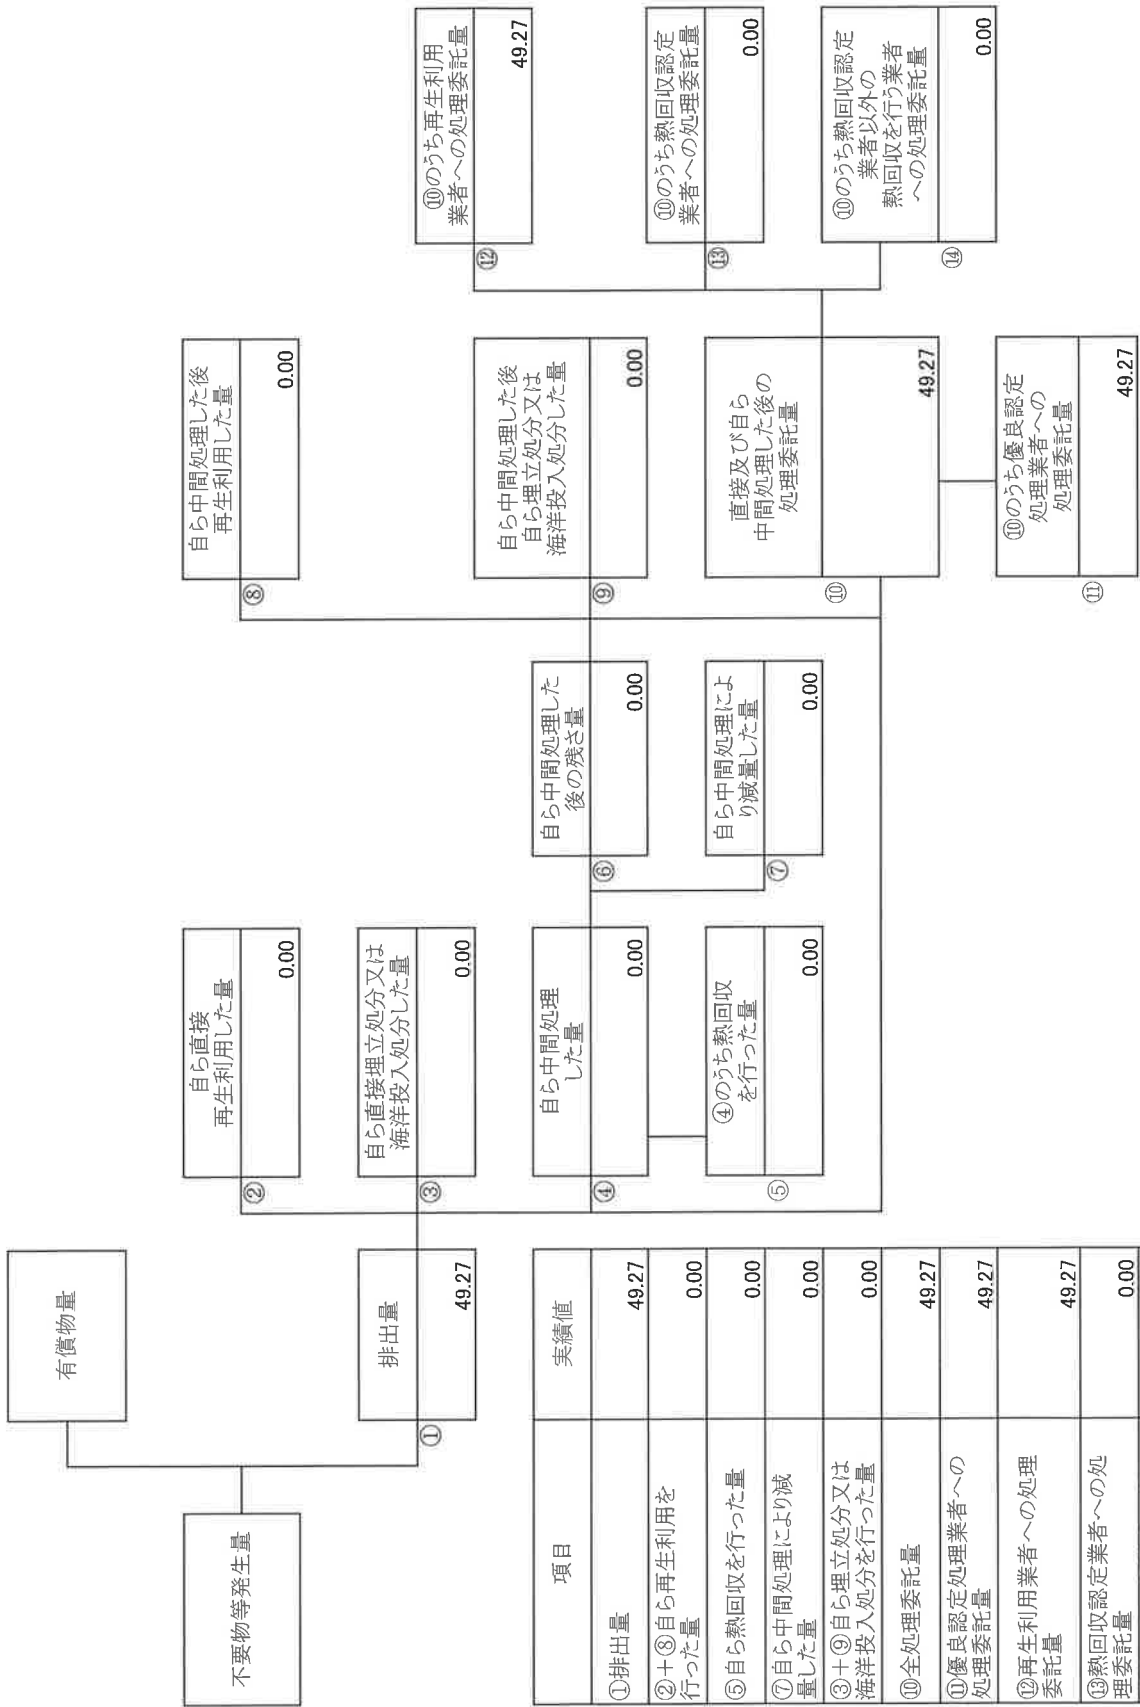 不要物等発生量
有償物量
①
排出量
49.27
②
自ら直接
再生利用した量
0.00
③
自ら直接埋立処分又は
海洋投入処分した量
0.00
④
自ら中間処理
した量
0.00
⑤
④のうち熱回収
を行った量
0.00
⑥
自ら中間処理した
後の残さ量
0.00
⑦
自ら中間処理によ
り減量した量
0.00
⑧
自ら中間処理した後
再生利用した量
0.00
⑨
自ら中間処理した後
自ら埋立処分又は
海洋投入処分した量
0.00
⑩
直接及び自ら
中間処理した後の
処理委託量
49.27
⑪
⑩のうち優良認定
処理業者への
処理委託量
49.27
⑫
⑩のうち再生利用
業者への処理委託量
49.27
⑬
⑩のうち熱回収認定
業者への処理委託量
0.00
⑭
⑩のうち熱回収認定
業者以外の
熱回収を行う業者
への処理委託量
0.00
項目
実績値
①排出量
49.27
②+⑧自ら再生利用を
行った量
0.00
⑤自ら熱回収を行った量
0.00
⑦自ら中間処理により減
量した量
0.00
③+⑨自ら埋立処分又は
海洋投入処分を行った量
0.00
⑩全処理委託量
49.27
⑪優良認定処理業者への
処理委託量
49.27
⑫再生利用業者への処理
委託量
49.27
⑬熱回収認定業者への処
理委託量
0.00